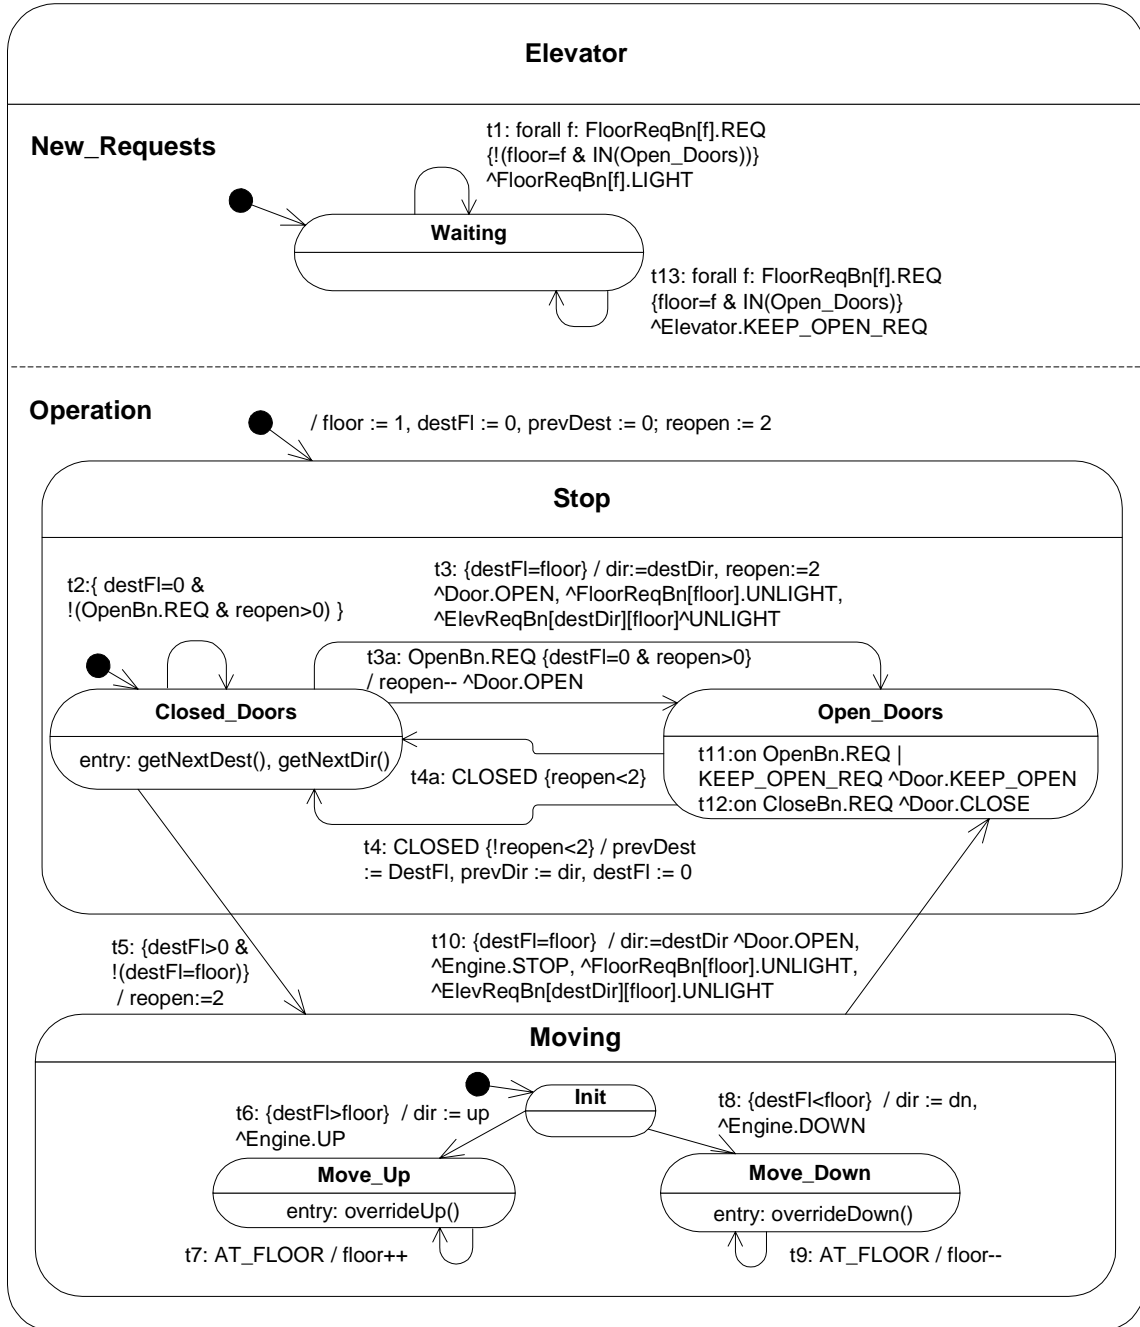 Elevator
New_Requests
t1: forall f: FloorReqBn[f].REQ
{!(floor=f & IN(Open_Doors))}
^FloorReqBn[f].LIGHT
Waiting
t13: forall f: FloorReqBn[f].REQ
{floor=f & IN(Open_Doors)}
^Elevator.KEEP_OPEN_REQ
Operation
/ floor := 1, destFl := 0, prevDest := 0; reopen := 2
Stop
t2:{ destFl=0 &
!(OpenBn.REQ & reopen>0) }
t3: {destFl=floor} / dir:=destDir, reopen:=2
^Door.OPEN, ^FloorReqBn[floor].UNLIGHT,
^ElevReqBn[destDir][floor]^UNLIGHT
t3a: OpenBn.REQ {destFl=0 & reopen>0}
/ reopen-- ^Door.OPEN
Closed_Doors
entry: getNextDest(), getNextDir()
Open_Doors
t11:on OpenBn.REQ |
KEEP_OPEN_REQ ^Door.KEEP_OPEN
t12:on CloseBn.REQ ^Door.CLOSE
t4a: CLOSED {reopen<2}
t4: CLOSED {!reopen<2} / prevDest
:= DestFl, prevDir := dir, destFl := 0
t5: {destFl>0 &
!(destFl=floor)}
/ reopen:=2
t10: {destFl=floor}  / dir:=destDir ^Door.OPEN,
^Engine.STOP, ^FloorReqBn[floor].UNLIGHT,
^ElevReqBn[destDir][floor].UNLIGHT
Moving
Init
t6: {destFl>floor}  / dir := up
^Engine.UP
t8: {destFl<floor}  / dir := dn,
^Engine.DOWN
Move_Up
entry: overrideUp()
Move_Down
entry: overrideDown()
t7: AT_FLOOR / floor++
t9: AT_FLOOR / floor--